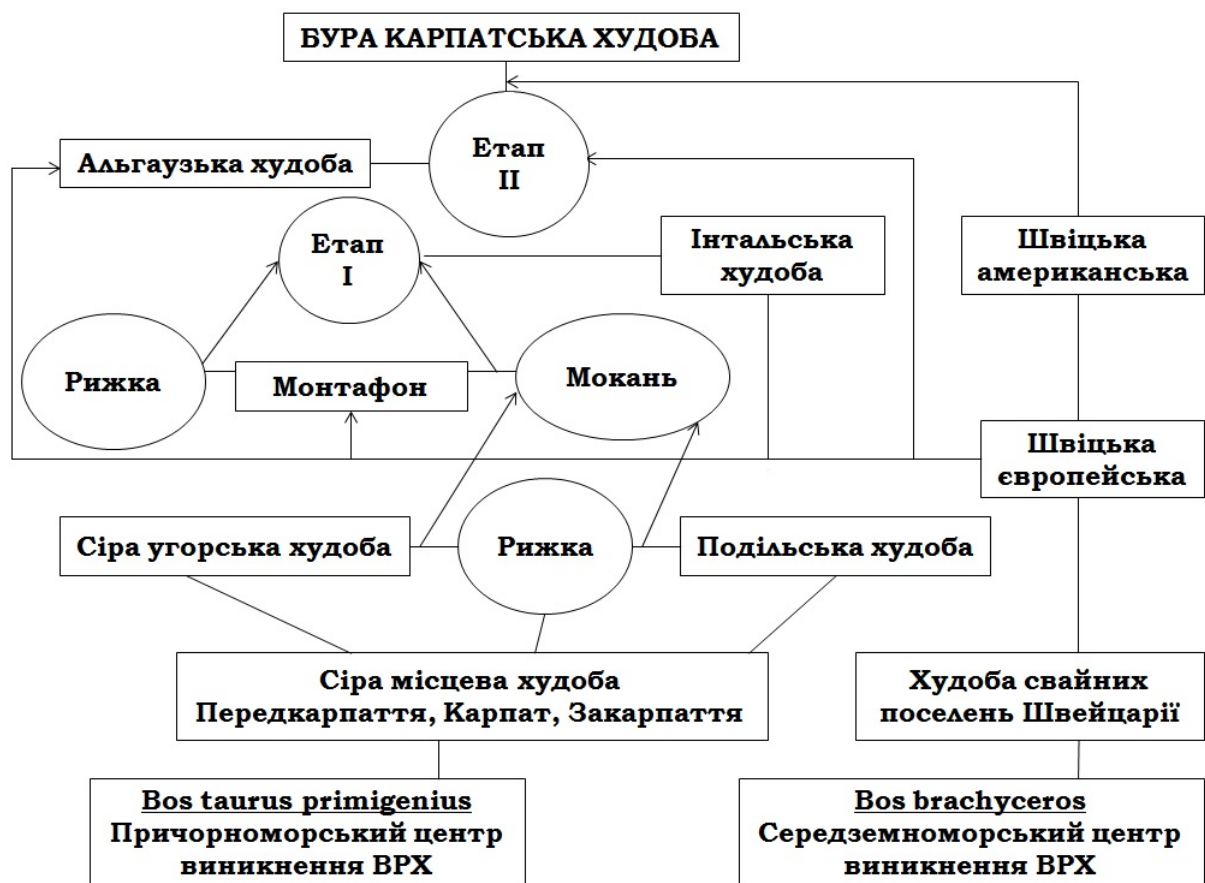 БУРА КАРПАТСЬКА ХУДОБА
Альгаузька худоба
Етап
II
Етап
I
Інтальська
худоба
Швіцька
американська
Рижка
Монтафон
Мокань
Швіцька
європейська
Сіра угорська худоба
Рижка
Подільська худоба
Сіра місцева худоба
Передкарпаття, Карпат, Закарпаття
Худоба свайних
поселень Швейцарії
Bos taurus primigenius
Причорноморський центр
виникнення ВРХ
Bos brachyceros
Середземноморський центр
виникнення ВРХ